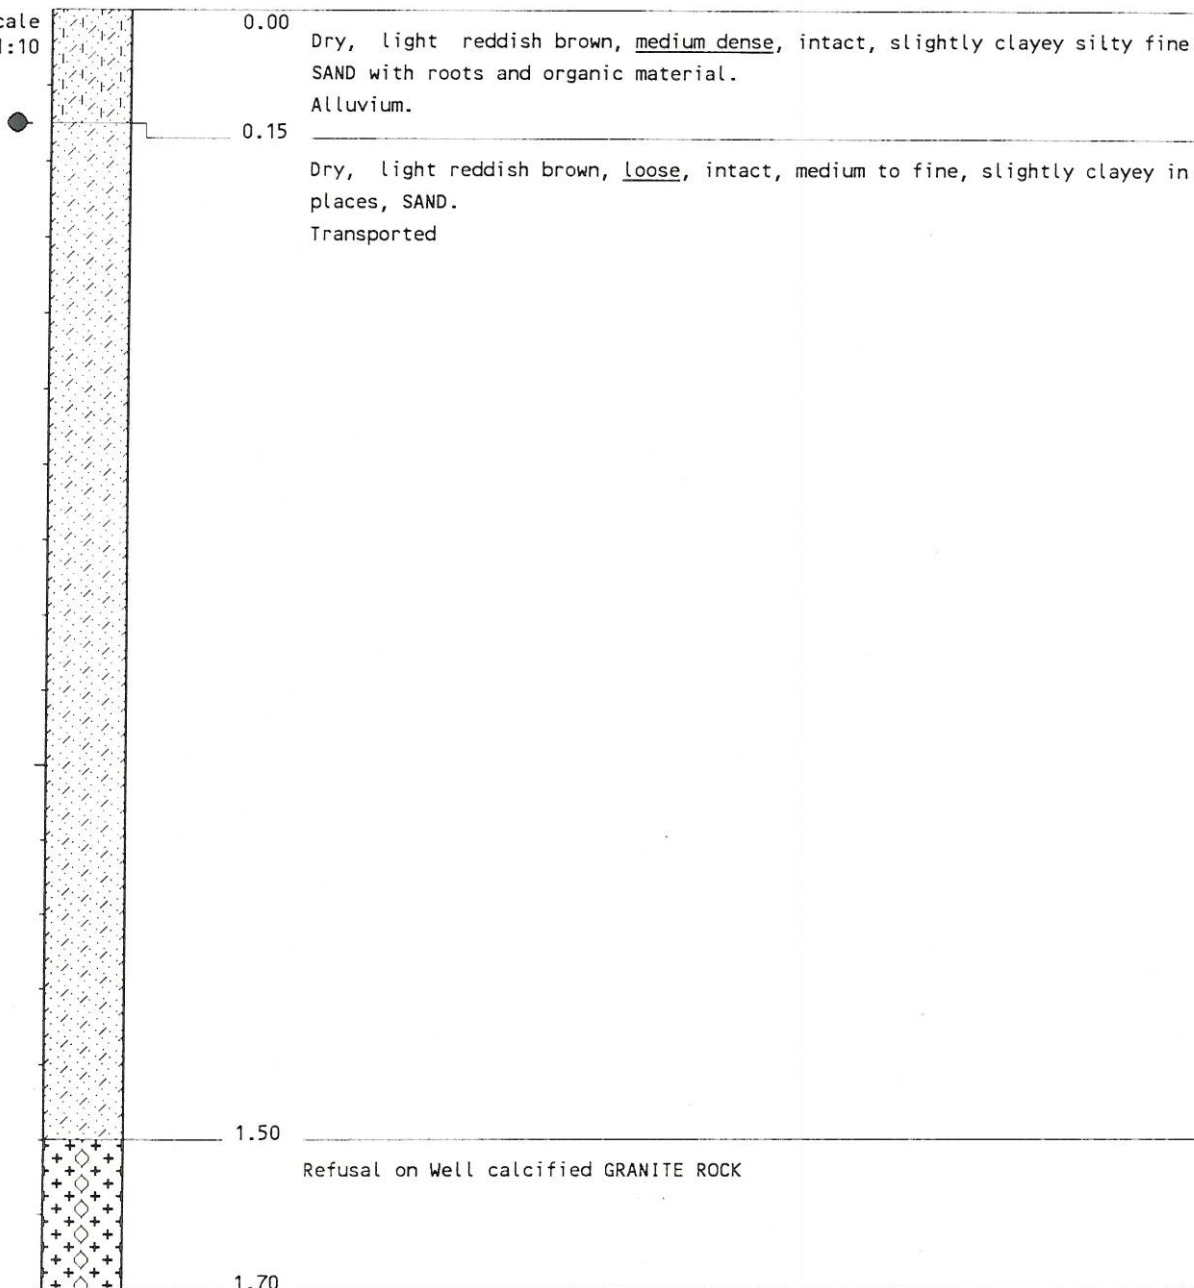 cale
1:10
0.00
Dry, light reddish brown, medium dense, intact, slightly clayey silty fine
SAND with roots and organic material.
Alluvium.
0.15
Dry, light reddish brown, loose, intact, medium to fine, slightly clayey in
places, SAND.
Transported
1.50
Refusal on Well calcified GRANITE ROCK
1.70